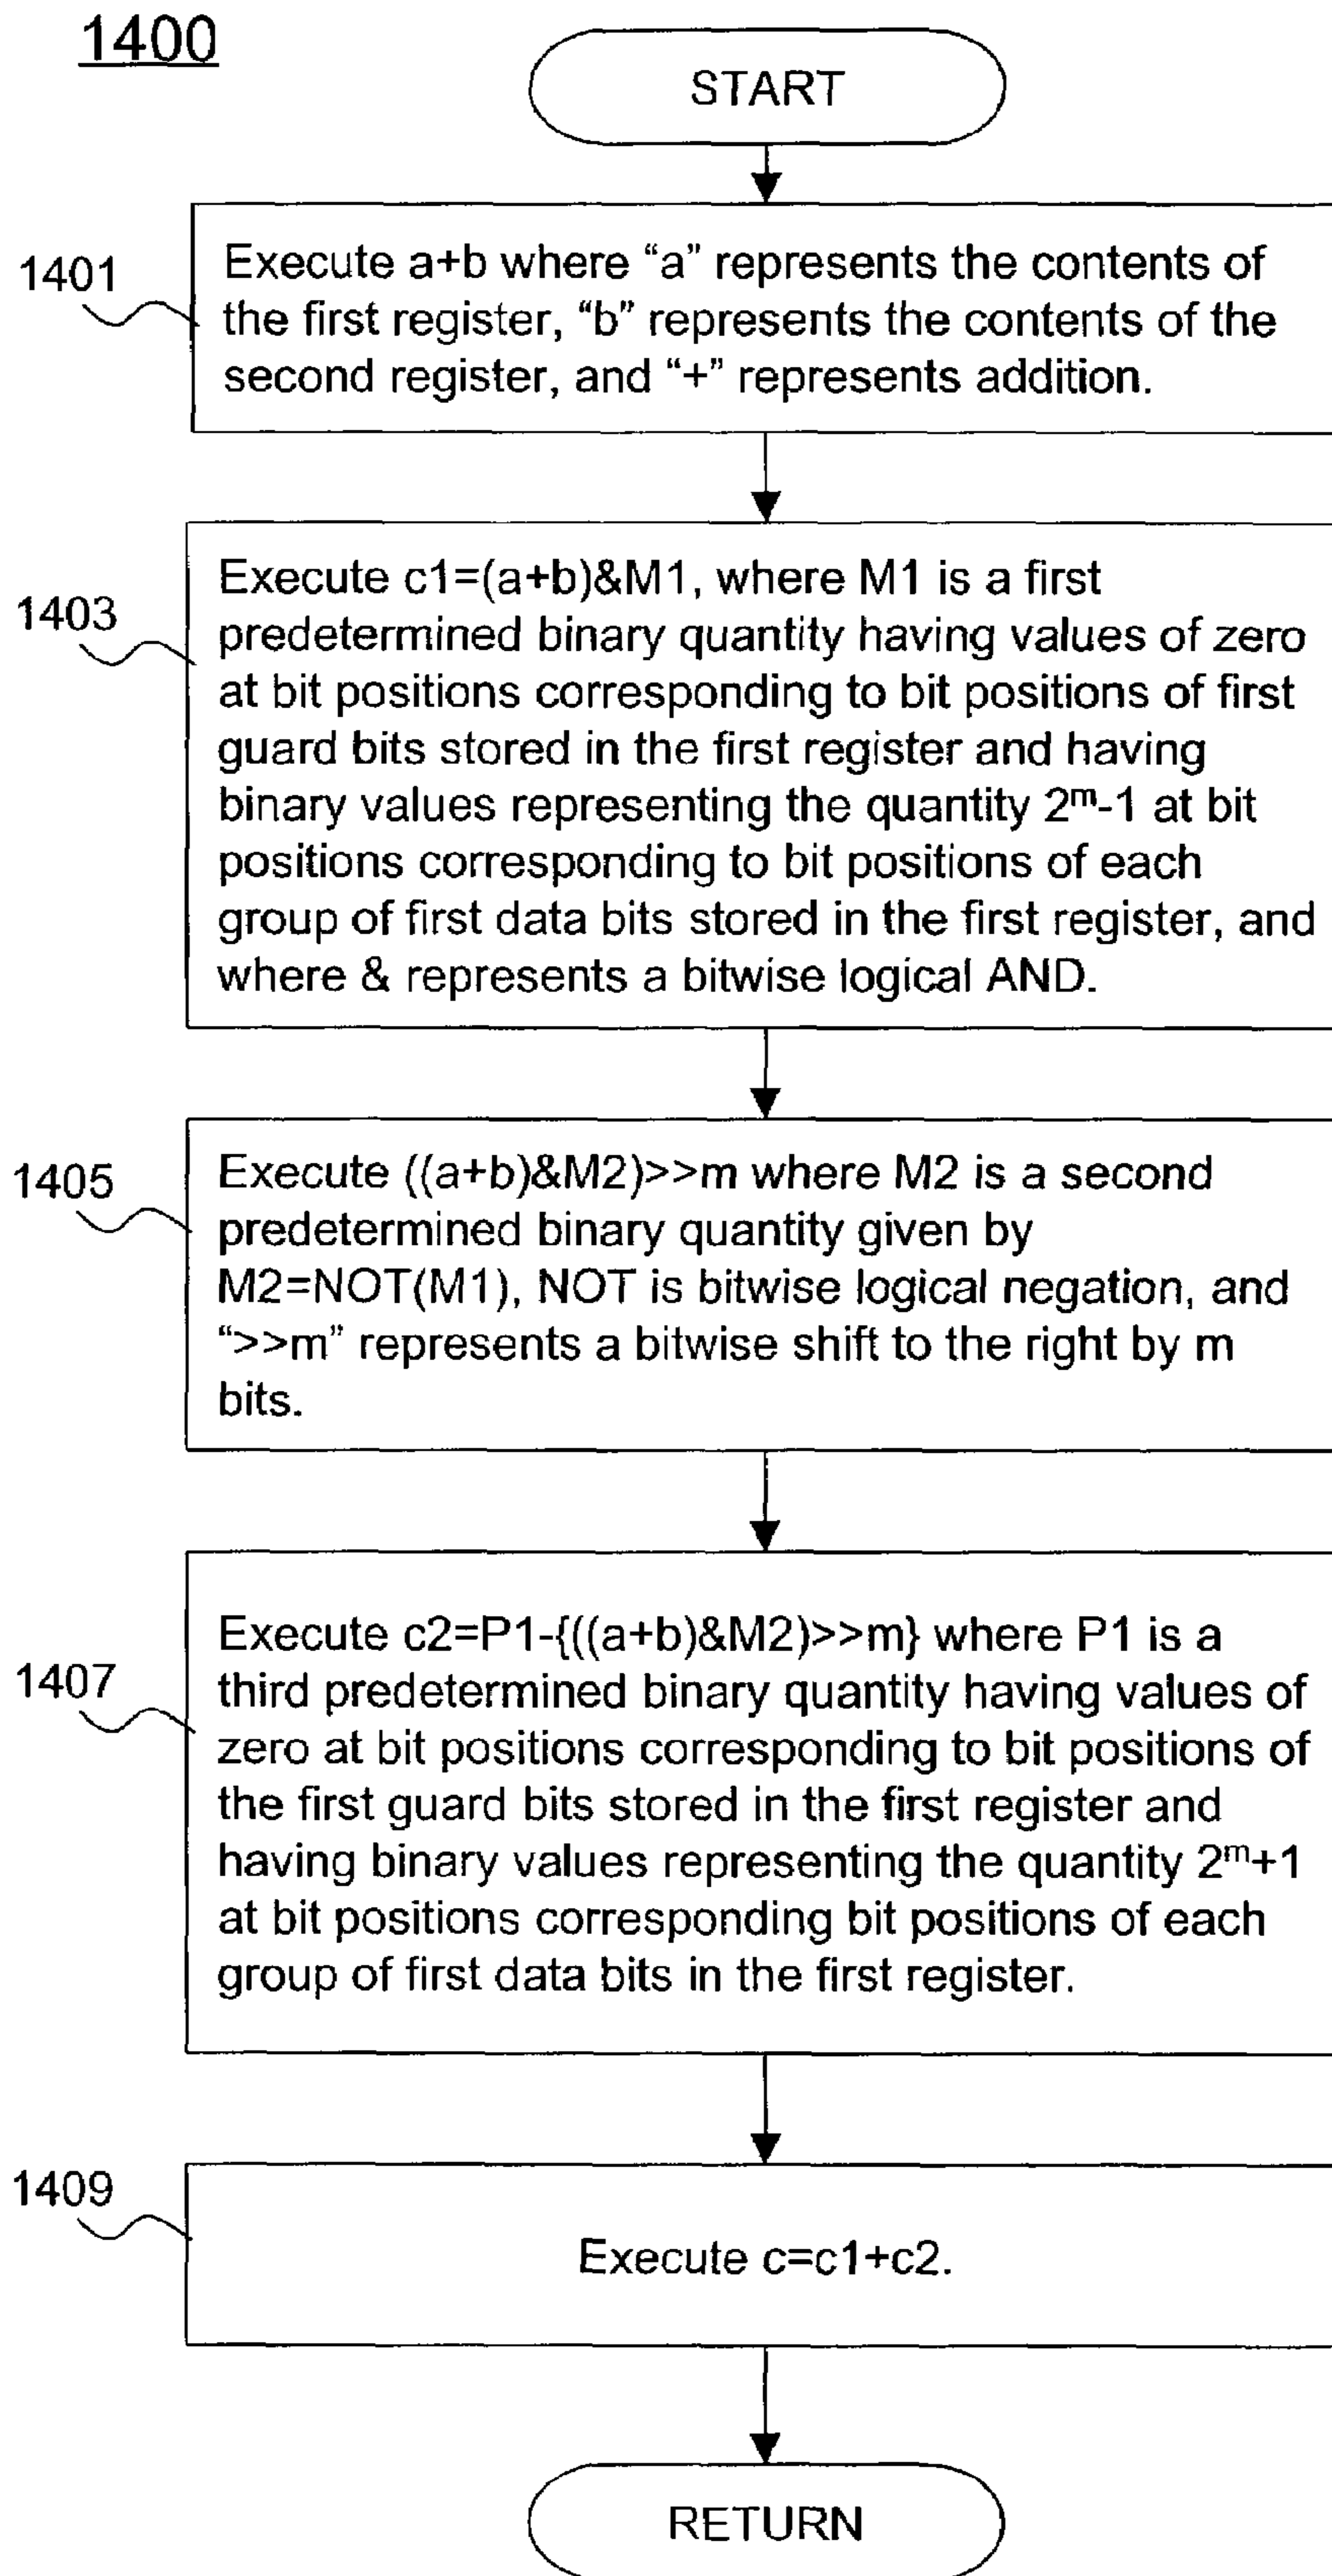 1400
START
1401
Execute a+b where “a” represents the contents of
the first register, “b” represents the contents of the
second register, and “+” represents addition.
1403
Execute c1=(a+b)&M1, where M1 is a first
predetermined binary quantity having values of zero
at bit positions corresponding to bit positions of first
guard bits stored in the first register and having
binary values representing the quantity 2ᵐ-1 at bit
positions corresponding to bit positions of each
group of first data bits stored in the first register, and
where & represents a bitwise logical AND.
1405
Execute ((a+b)&M2)>>m where M2 is a second
predetermined binary quantity given by
M2=NOT(M1), NOT is bitwise logical negation, and
“>>m” represents a bitwise shift to the right by m
bits.
1407
Execute c2=P1-{((a+b)&M2)>>m} where P1 is a
third predetermined binary quantity having values of
zero at bit positions corresponding to bit positions of
the first guard bits stored in the first register and
having binary values representing the quantity 2ᵐ+1
at bit positions corresponding bit positions of each
group of first data bits in the first register.
1409
Execute c=c1+c2.
RETURN